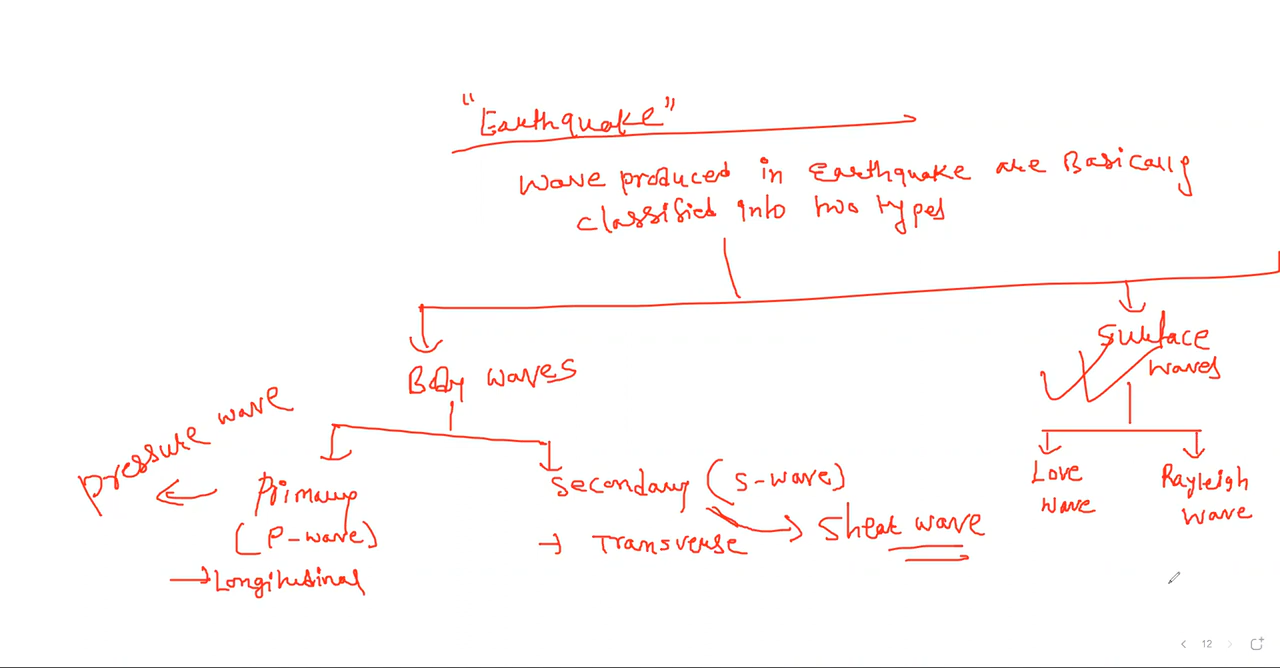 "Earthquake"
Wave produced in Earthquake are Basically
classified into two types
Body waves
Surface
waves
pressure wave
Primary
(P-wave)
→ Longitudinal
Secondary (S-wave)
→ Transverse
Shear wave
Love
wave
Rayleigh
wave
12